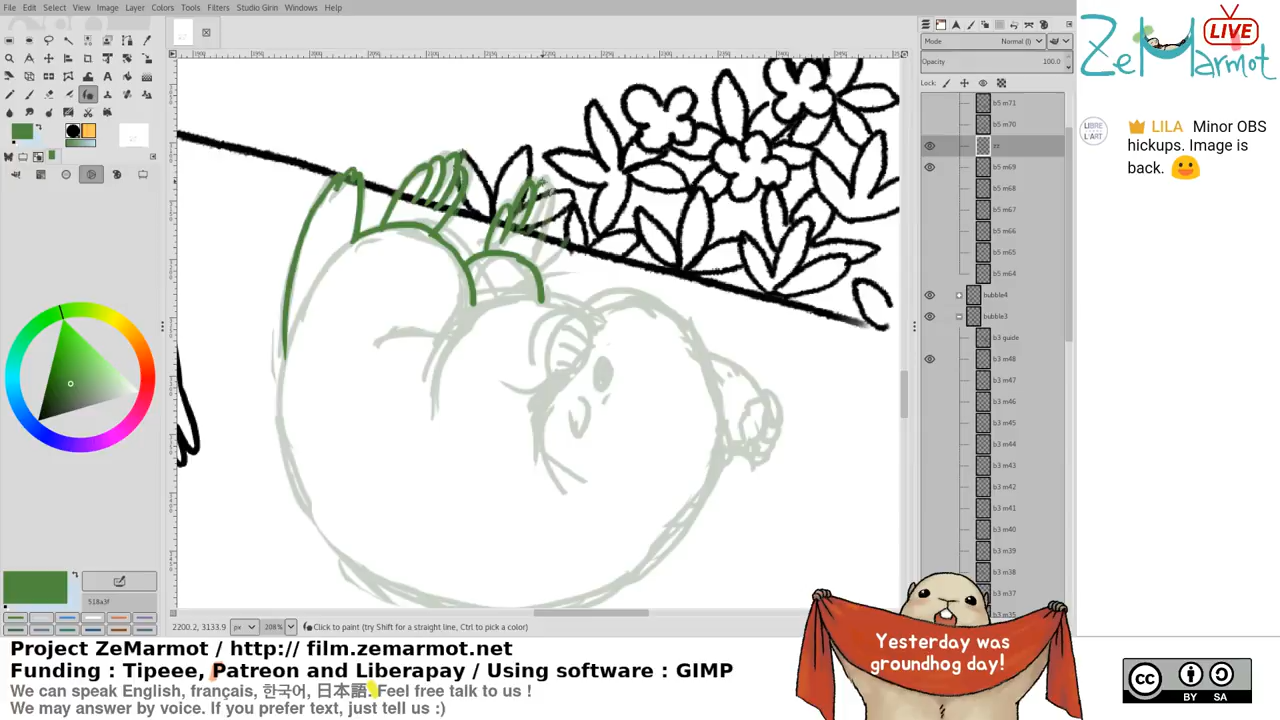 File Edit Select View Image Layer Colors Tools Filters Studio Girin Windows Help
Mode Normal (l)
Opacity 100.0
Lock:
b5 m71
b5 m70
b5 m69
b5 m68
b5 m67
b5 m66
b5 m65
b5 m64
bubble4
bubble3
b3 guide
b3 m48
b3 m47
b3 m46
b3 m45
b3 m44
b3 m43
b3 m42
b3 m41
b3 m40
b3 m39
b3 m38
b3 m37
b3 m35
518a3f
2200.2, 3133.9 px 208% Click to paint (try Shift for a straight line, Ctrl to pick a color)
LIVE
ZeMarmot
LIBRE
L'ART
LILA Minor OBS
hickups. Image is
back.
Project ZeMarmot / http:// film.zemarmot.net
Funding : Tipeee, Patreon and Liberapay / Using software : GIMP
We can speak English, français, 한국어, 日本語. Feel free talk to us !
We may answer by voice. If you prefer text, just tell us :)
Yesterday was
groundhog day!
cc
BY SA